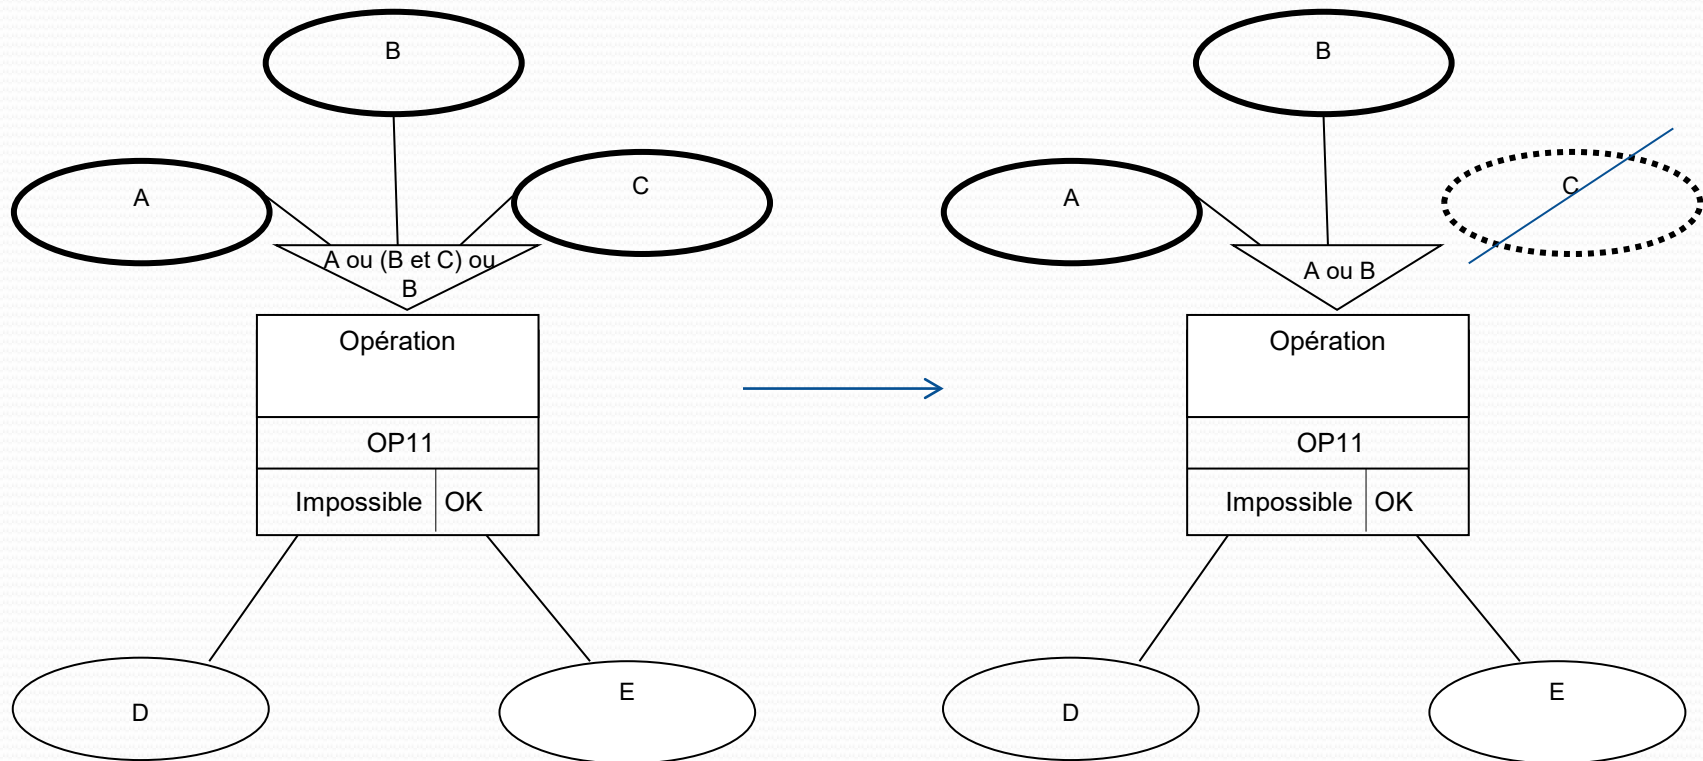 B
A
C
A ou (B et C) ou
B
Opération
OP11
Impossible OK
D
E
B
A
C
A ou B
Opération
OP11
Impossible OK
D
E